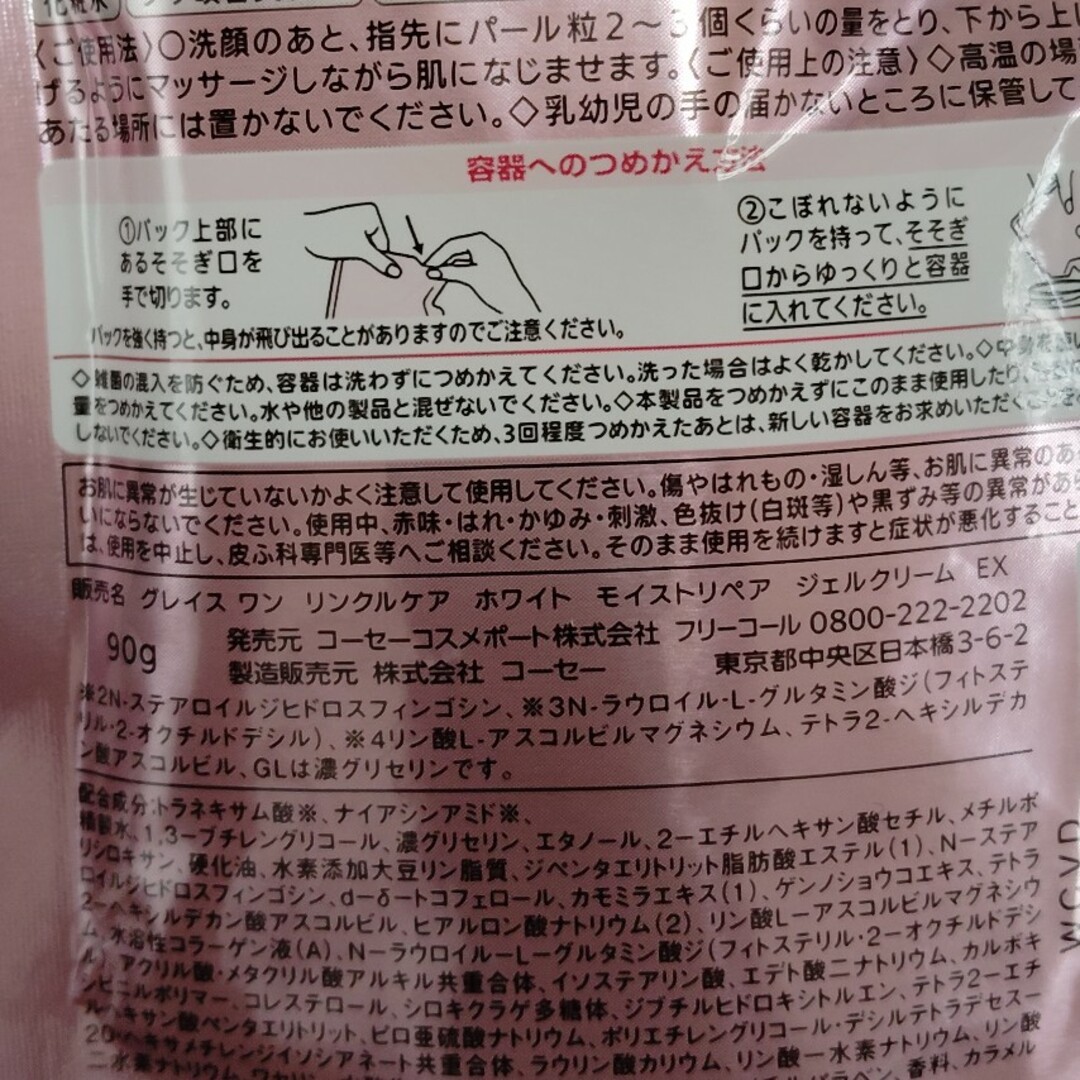 化粧水
〈ご使用法〉○洗顔のあと、指先にパール粒2～3個くらいの量をとり、下から上に
げるようにマッサージしながら肌になじませます。〈ご使用上の注意〉◇高温の場
あたる場所には置かないでください。◇乳幼児の手の届かないところに保管して
容器へのつめかえ方法
①パック上部に
あるそそぎ口を
手で切ります。
②こぼれないように
パックを持って、そそぎ
口からゆっくりと容器
に入れてください。
パックを強く持つと、中身が飛び出ることがありますのでご注意ください。
◇雑菌の混入を防ぐため、容器は洗わずにつめかえてください。洗った場合はよく乾かしてください。◇中身を
量をつめかえてください。水や他の製品と混ぜないでください。◇本製品をつめかえずにこのまま使用したり、
しないでください。◇衛生的にお使いいただくため、3回程度つめかえたあとは、新しい容器をお求めいただく
お肌に異常が生じていないかよく注意して使用してください。傷やはれもの・湿しん等、お肌に異常のあ
いにならないでください。使用中、赤味・はれ・かゆみ・刺激、色抜け(白斑等)や黒ずみ等の異常があら
は、使用を中止し、皮ふ科専門医等へご相談ください。そのまま使用を続けますと症状が悪化すること
販売名 グレイス ワン リンクルケア ホワイト モイストリペア ジェルクリーム EX
90g 発売元 コーセーコスメポート株式会社 フリーコール 0800-222-2202
製造販売元 株式会社 コーセー 東京都中央区日本橋3-6-2
※2N-ステアロイルジヒドロスフィンゴシン、※3N-ラウロイル-L-グルタミン酸ジ(フィトステ
リル・2-オクチルドデシル)、※4リン酸L-アスコルビルマグネシウム、テトラ2-ヘキシルデカ
ン酸アスコルビル、GLは濃グリセリンです。
配合成分:トラネキサム酸※、ナイアシンアミド※、
精製水、1,3-ブチレングリコール、濃グリセリン、エタノール、2-エチルヘキサン酸セチル、メチルポ
リシロキサン、硬化油、水素添加大豆リン脂質、ジペンタエリトリット脂肪酸エステル(1)、N-ステア
ロイルジヒドロスフィンゴシン、d-δ-トコフェロール、カモミラエキス(1)、ゲンノショウコエキス、テトラ
2-ヘキシルデカン酸アスコルビル、ヒアルロン酸ナトリウム(2)、リン酸L-アスコルビルマグネシウ
ム、水溶性コラーゲン液(A)、N-ラウロイル-L-グルタミン酸ジ(フィトステリル・2-オクチルドデシ
ル)、アクリル酸・メタクリル酸アルキル共重合体、イソステアリン酸、エデト酸二ナトリウム、カルボキ
シビニルポリマー、コレステロール、シロキクラゲ多糖体、ジブチルヒドロキシトルエン、テトラ2-エチ
ルヘキサン酸ペンタエリトリット、ピロ亜硫酸ナトリウム、ポリエチレングリコール・デシルテトラデセス-
20・ヘキサメチレンジイソシアネート共重合体、ラウリン酸カリウム、リン酸一水素ナトリウム、リン酸
二水素ナトリウム、ワセリン、 パラベン、香料、カラメル